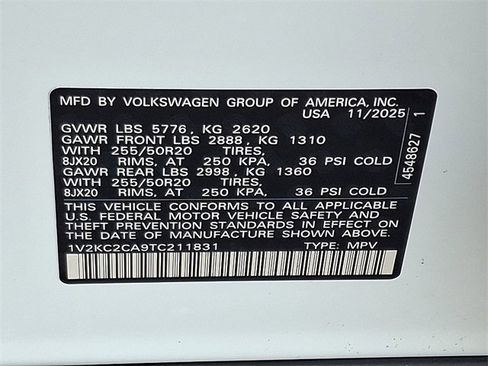 MFD BY VOLKSWAGEN GROUP OF AMERICA, INC.
USA 11/2025
GVWR LBS 5776, KG 2620
GAWR FRONT LBS 2888, KG 1310
WITH 255/50R20 TIRES,
8JX20 RIMS, AT 250 KPA, 36 PSI COLD
GAWR REAR LBS 2998, KG 1360
WITH 255/50R20 TIRES,
8JX20 RIMS, AT 250 KPA, 36 PSI COLD
THIS VEHICLE CONFORMS TO ALL APPLICABLE
U.S. FEDERAL MOTOR VEHICLE SAFETY AND
THEFT PREVENTION STANDARDS IN EFFECT ON
THE DATE OF MANUFACTURE SHOWN ABOVE.
1V2KC2CA9TC211831 TYPE: MPV
4548627 1